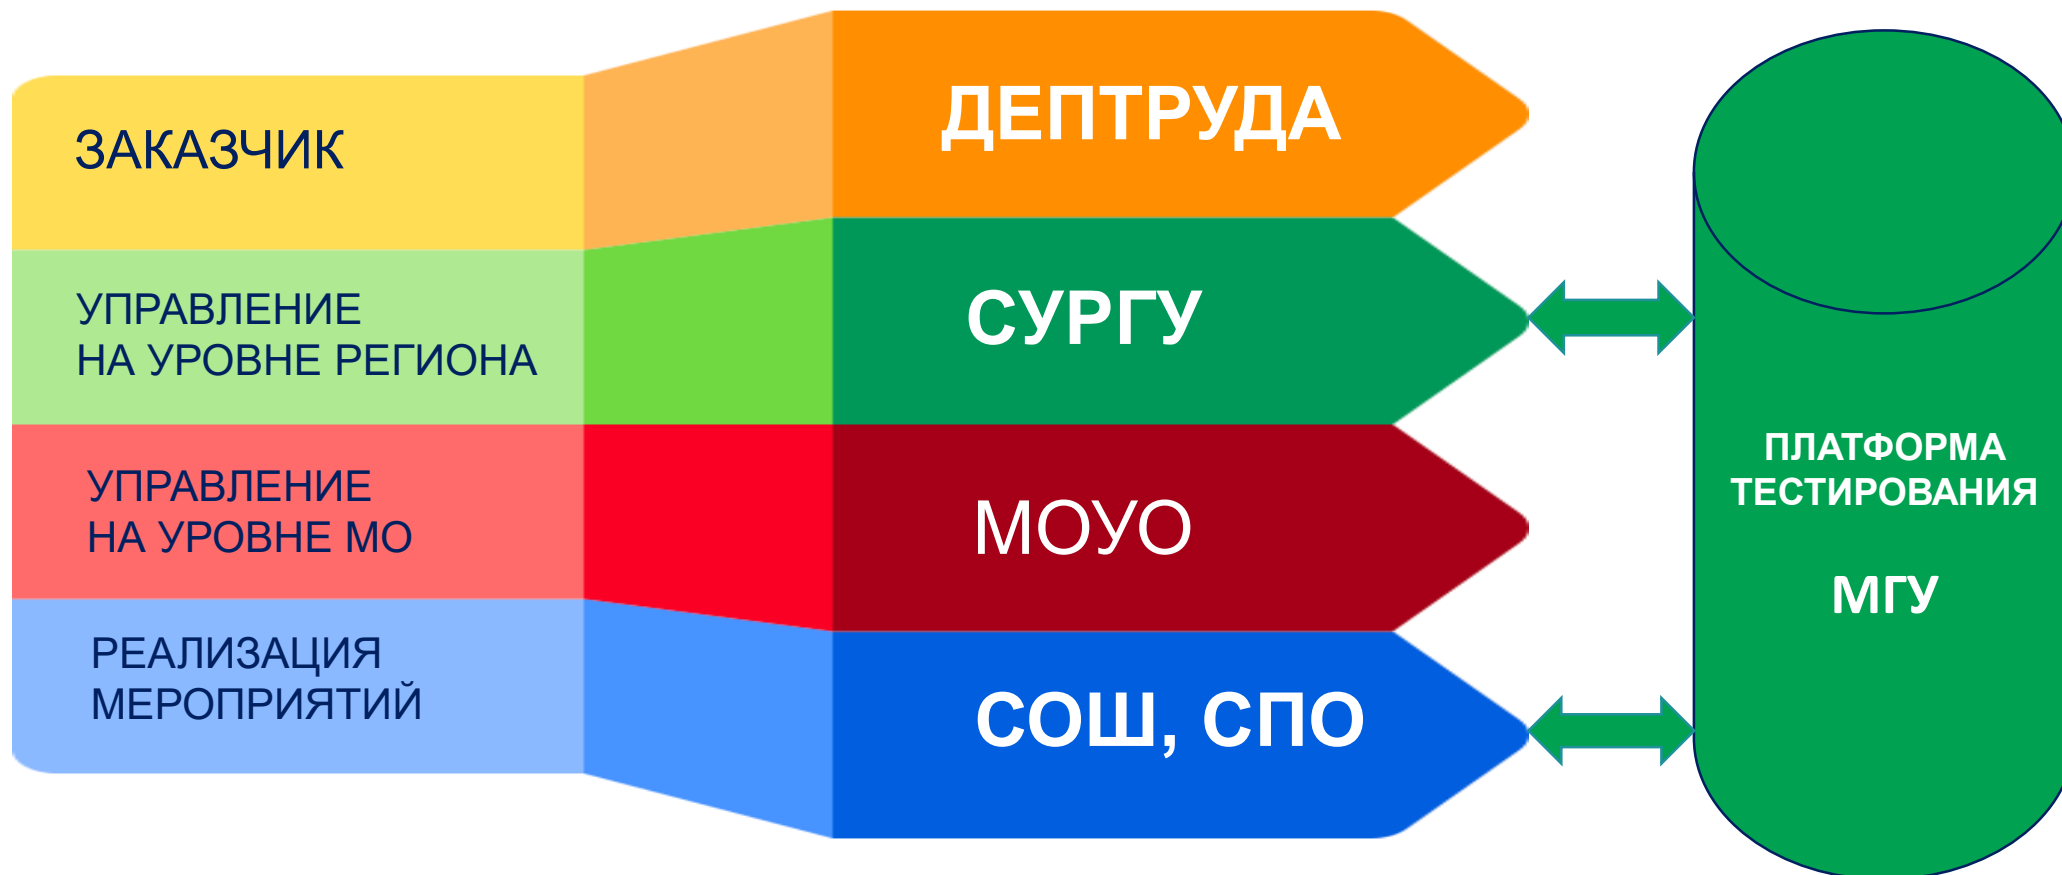 ЗАКАЗЧИК
ДЕПТРУДА
УПРАВЛЕНИЕ
НА УРОВНЕ РЕГИОНА
СУРГУ
УПРАВЛЕНИЕ
НА УРОВНЕ МО
МОУО
РЕАЛИЗАЦИЯ
МЕРОПРИЯТИЙ
СОШ, СПО
ПЛАТФОРМА
ТЕСТИРОВАНИЯ
МГУ